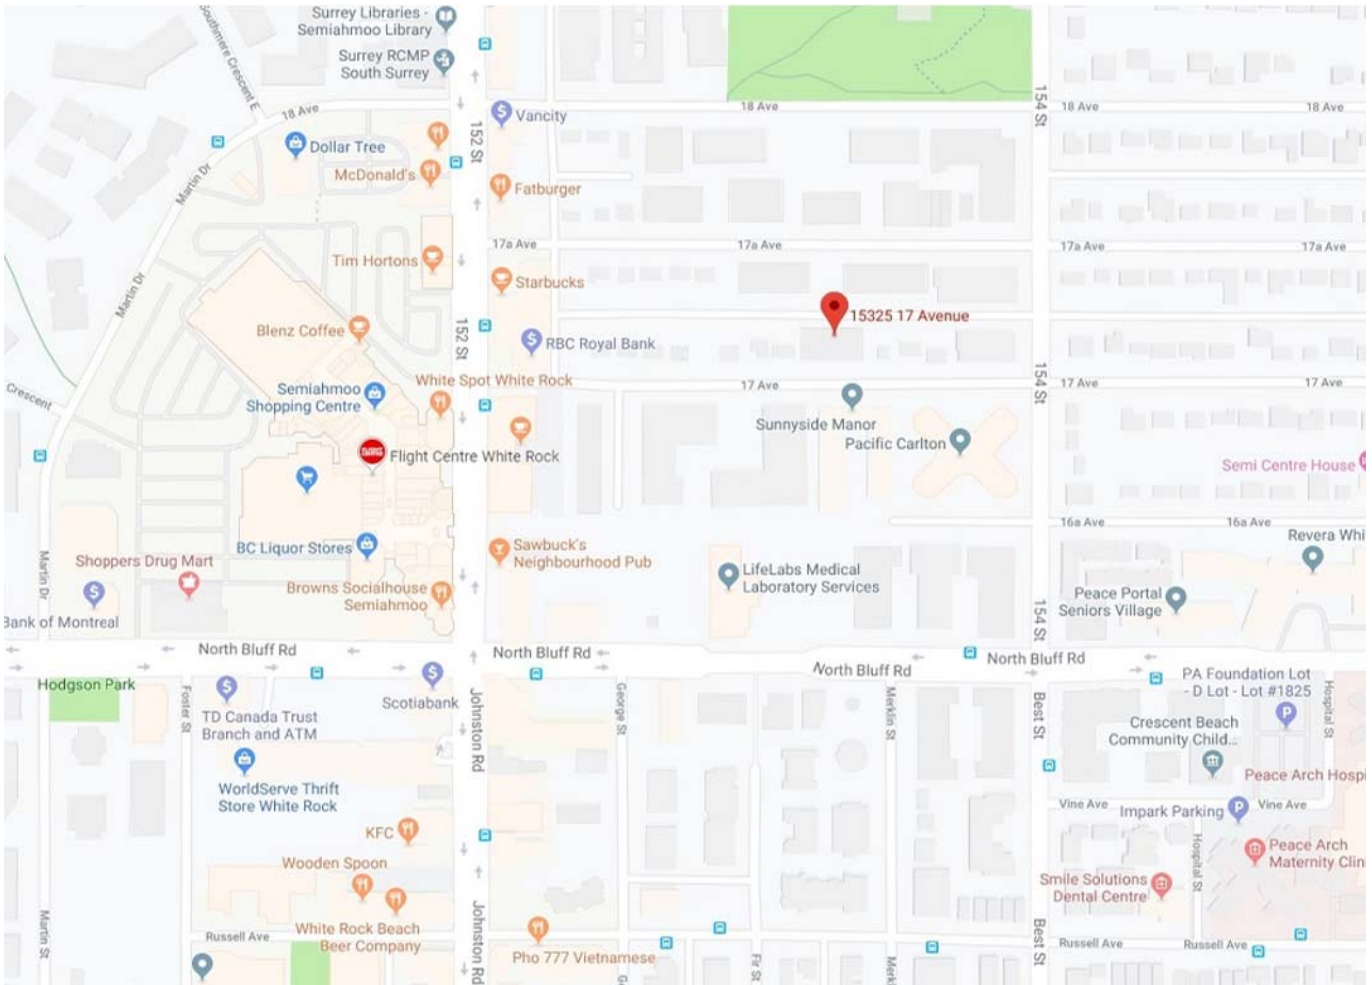 Surrey Libraries -
Semiahmoo Library
Surrey RCMP
South Surrey
Southmere Crescent E
18 Ave
Vancity
18 Ave
154 St
18 Ave
18 Ave
Dollar Tree
152 St
McDonald's
Fatburger
Martin Dr
17a Ave
17a Ave
17a Ave
17a Ave
Tim Hortons
Starbucks
Martin Dr
15325 17 Avenue
Blenz Coffee
152 St
RBC Royal Bank
White Spot White Rock
17 Ave
154 St
17 Ave
17 Ave
Semiahmoo
Shopping Centre
Crescent
Sunnyside Manor
Pacific Carlton
Flight Centre White Rock
Semi Centre House
16a Ave
16a Ave
Revera Whi
BC Liquor Stores
Sawbuck's
Neighbourhood Pub
Shoppers Drug Mart
LifeLabs Medical
Laboratory Services
Martin Dr
Browns Socialhouse
Semiahmoo
Peace Portal
Seniors Village
154 St
Bank of Montreal
North Bluff Rd
North Bluff Rd
North Bluff Rd
North Bluff Rd
Hodgson Park
PA Foundation Lot
- D Lot - Lot #1825
Foster St
Scotiabank
Johnston Rd
George St
Merklin St
Best St
Hospital St
TD Canada Trust
Branch and ATM
Crescent Beach
Community Child...
WorldServe Thrift
Store White Rock
Peace Arch Hospi
Vine Ave
Vine Ave
Impark Parking
KFC
Hospital St
Peace Arch
Maternity Clin
Wooden Spoon
Smile Solutions
Dental Centre
White Rock Beach
Beer Company
Martin St
Russell Ave
Johnston Rd
Pho 777 Vietnamese
Fir St
Merkl
Best St
Russell Ave
Russell Ave